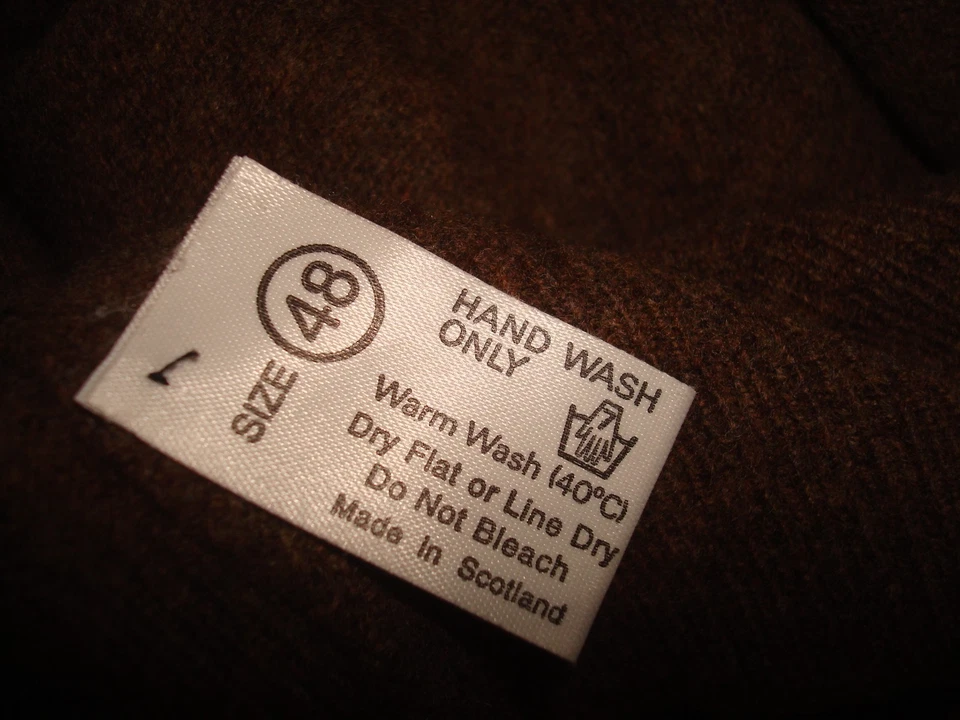 SIZE 48
HAND WASH
ONLY
Warm Wash (40°C)
Dry Flat or Line Dry
Do Not Bleach
Made in Scotland